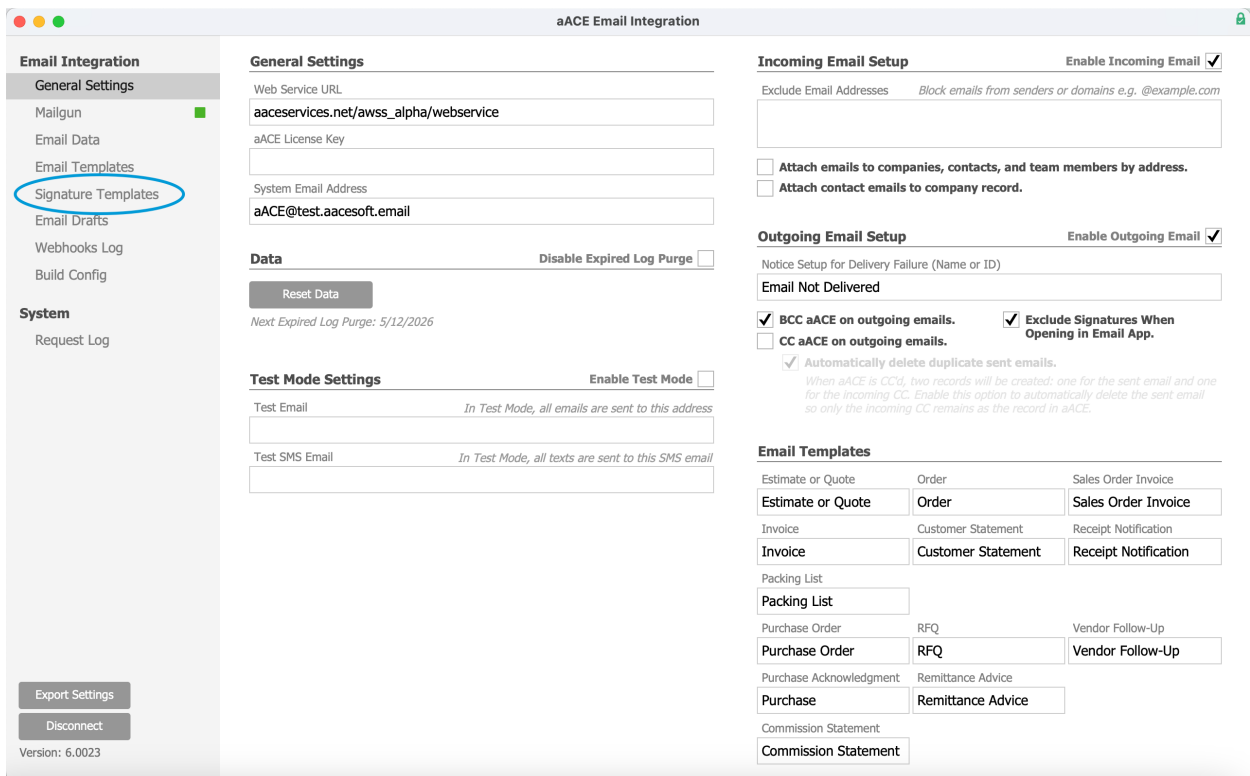 aACE Email Integration
Email Integration
General Settings
Mailgun
Email Data
Email Templates
Signature Templates
Email Drafts
Webhooks Log
Build Config
System
Request Log
Export Settings
Disconnect
Version: 6.0023
General Settings
Web Service URL
aaceservices.net/awss_alpha/webservice
aACE License Key
System Email Address
aACE@test.aacesoft.email
Data Disable Expired Log Purge
Reset Data
Next Expired Log Purge: 5/12/2026
Test Mode Settings Enable Test Mode
Test Email In Test Mode, all emails are sent to this address
Test SMS Email In Test Mode, all texts are sent to this SMS email
Incoming Email Setup Enable Incoming Email
Exclude Email Addresses Block emails from senders or domains e.g. @example.com
Attach emails to companies, contacts, and team members by address.
Attach contact emails to company record.
Outgoing Email Setup Enable Outgoing Email
Notice Setup for Delivery Failure (Name or ID)
Email Not Delivered
BCC aACE on outgoing emails.
CC aACE on outgoing emails.
Exclude Signatures When
Opening in Email App.
Automatically delete duplicate sent emails.
When aACE is CC'd, two records will be created: one for the sent email and one
for the incoming CC. Enable this option to automatically delete the sent email
so only the incoming CC remains as the record in aACE.
Email Templates
Estimate or Quote Order Sales Order Invoice
Estimate or Quote Order Sales Order Invoice
Invoice Customer Statement Receipt Notification
Invoice Customer Statement Receipt Notification
Packing List
Packing List
Purchase Order RFQ Vendor Follow-Up
Purchase Order RFQ Vendor Follow-Up
Purchase Acknowledgment Remittance Advice
Purchase Remittance Advice
Commission Statement
Commission Statement